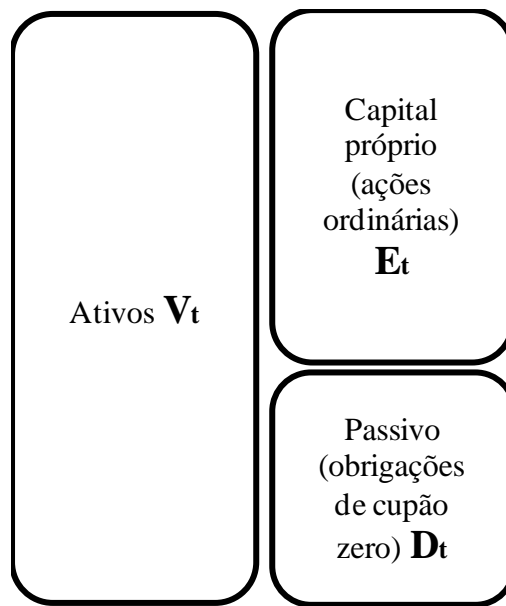 Ativos Vt
Capital
próprio
(ações
ordinárias)
Et
Passivo
(obrigações
de cupão
zero) Dt